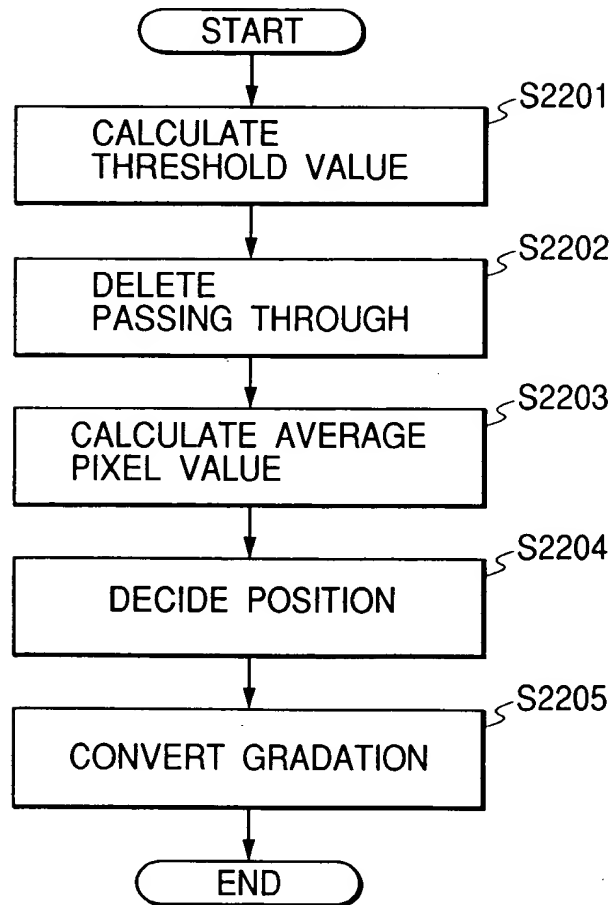 START
S2201
CALCULATE
THRESHOLD VALUE
S2202
DELETE
PASSING THROUGH
S2203
CALCULATE AVERAGE
PIXEL VALUE
S2204
DECIDE POSITION
S2205
CONVERT GRADATION
END